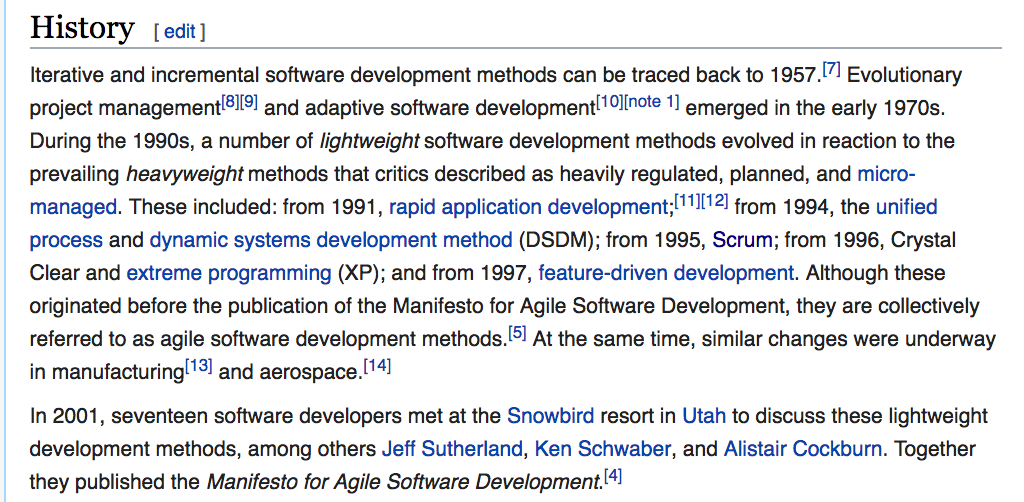 History [ edit ]
Iterative and incremental software development methods can be traced back to 1957.[7] Evolutionary
project management[8][9] and adaptive software development[10][note 1] emerged in the early 1970s.
During the 1990s, a number of lightweight software development methods evolved in reaction to the
prevailing heavyweight methods that critics described as heavily regulated, planned, and micro-
managed. These included: from 1991, rapid application development;[11][12] from 1994, the unified
process and dynamic systems development method (DSDM); from 1995, Scrum; from 1996, Crystal
Clear and extreme programming (XP); and from 1997, feature-driven development. Although these
originated before the publication of the Manifesto for Agile Software Development, they are collectively
referred to as agile software development methods.[5] At the same time, similar changes were underway
in manufacturing[13] and aerospace.[14]
In 2001, seventeen software developers met at the Snowbird resort in Utah to discuss these lightweight
development methods, among others Jeff Sutherland, Ken Schwaber, and Alistair Cockburn. Together
they published the Manifesto for Agile Software Development.[4]